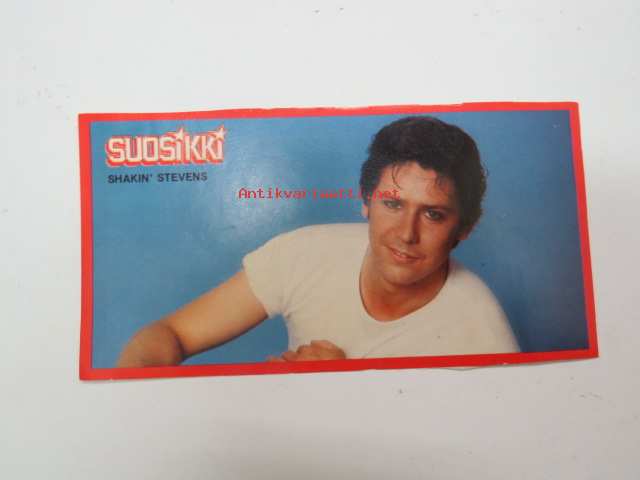 SUOSIKKI
SHAKIN' STEVENS
Antikvariaatti.net